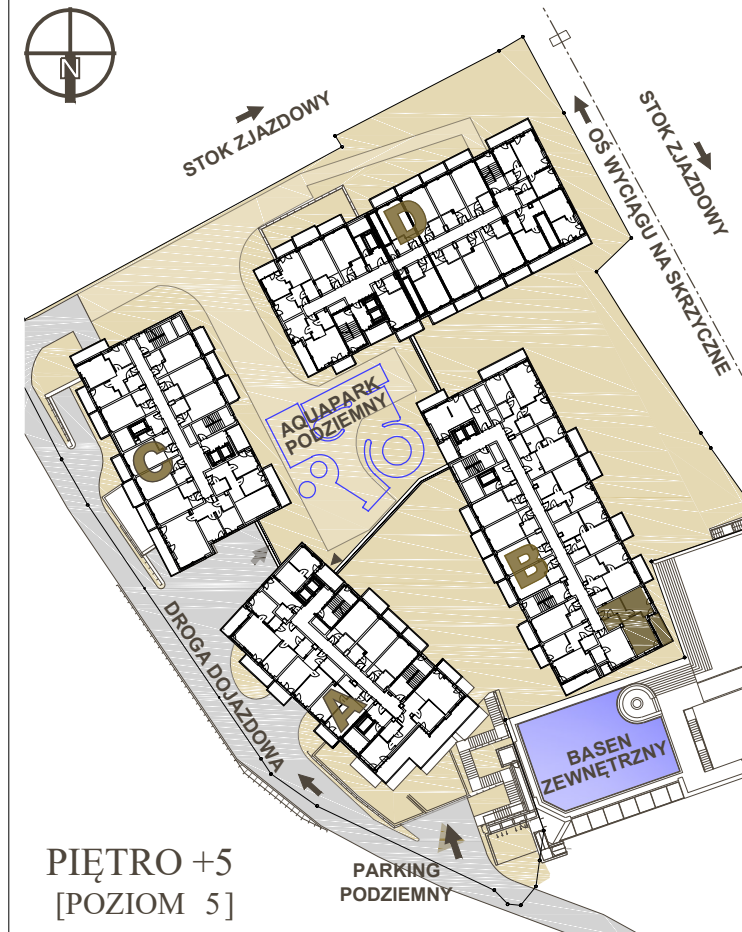 N
STOK ZJAZDOWY
STOK ZJAZDOWY
OŚ WYCIĄGU NA SKRZYCZNE
D
AQUAPARK
PODZIEMNY
C
B
A
DROGA DOJAZDOWA
BASEN
ZEWNĘTRZNY
PIĘTRO +5
[POZIOM 5]
PARKING
PODZIEMNY